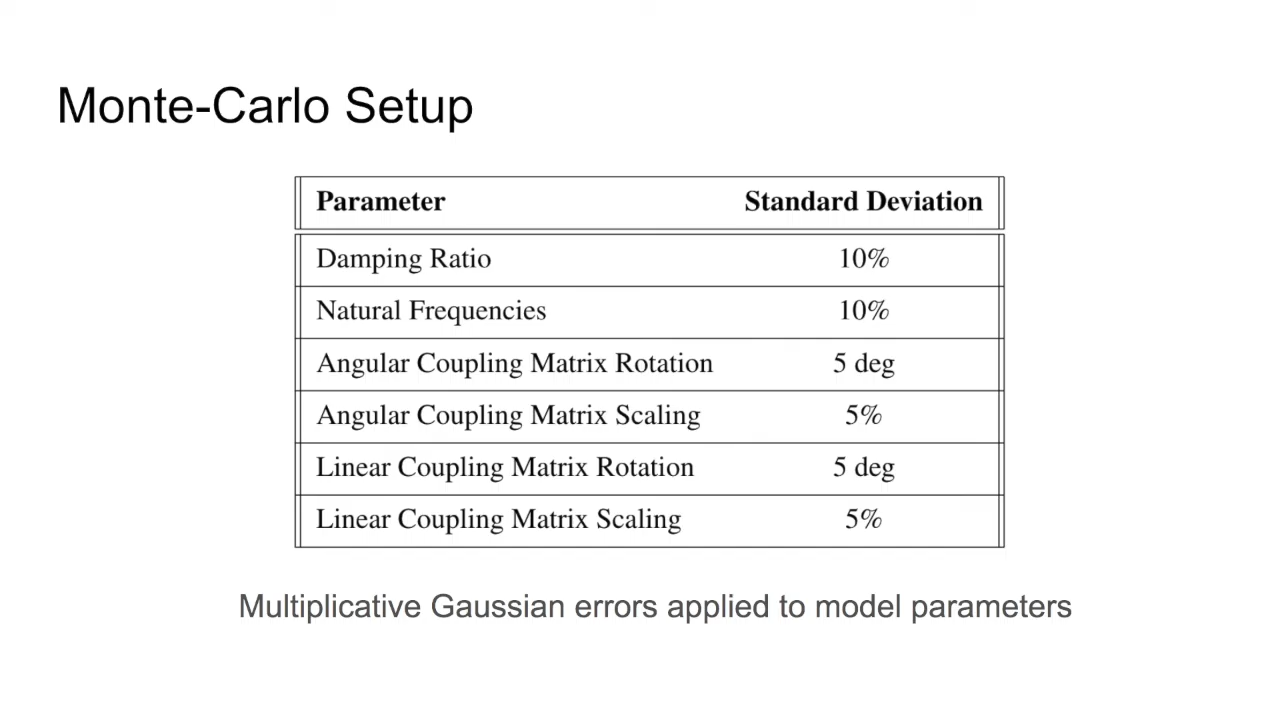 Monte-Carlo Setup
Parameter Standard Deviation
Damping Ratio 10%
Natural Frequencies 10%
Angular Coupling Matrix Rotation 5 deg
Angular Coupling Matrix Scaling 5%
Linear Coupling Matrix Rotation 5 deg
Linear Coupling Matrix Scaling 5%
Multiplicative Gaussian errors applied to model parameters